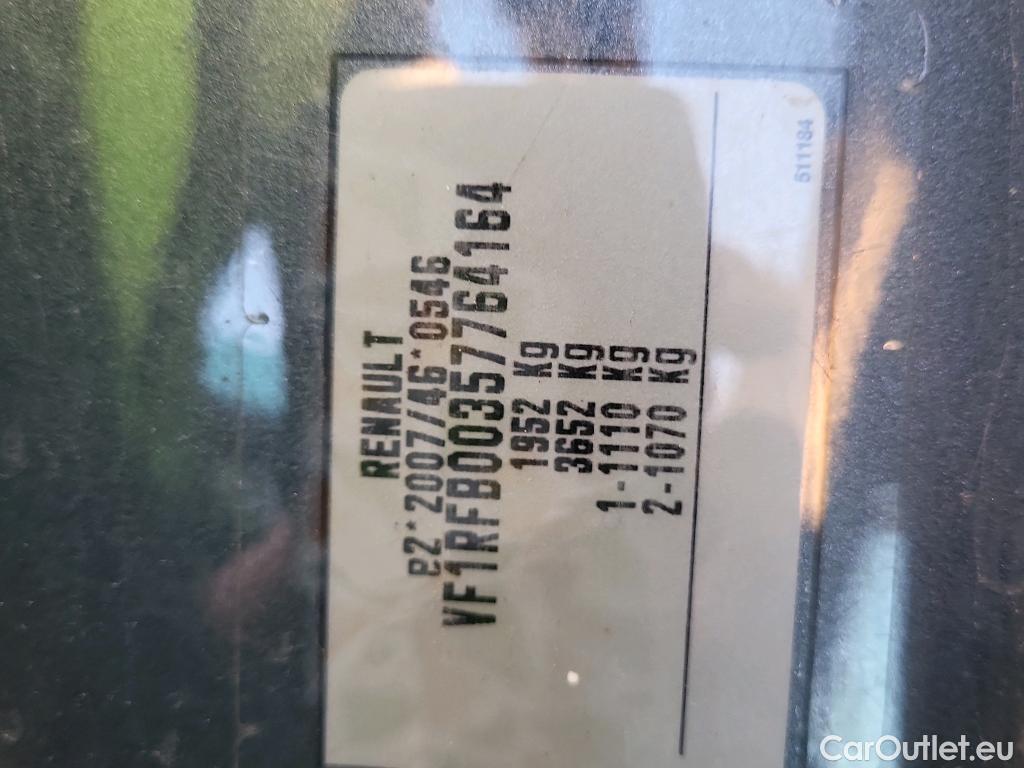 RENAULT
e2*2007/46*0546
VF1RFB00357764164
1952 kg
3652 kg
1-1110 kg
2-1070 kg
511184
CarOutlet.eu